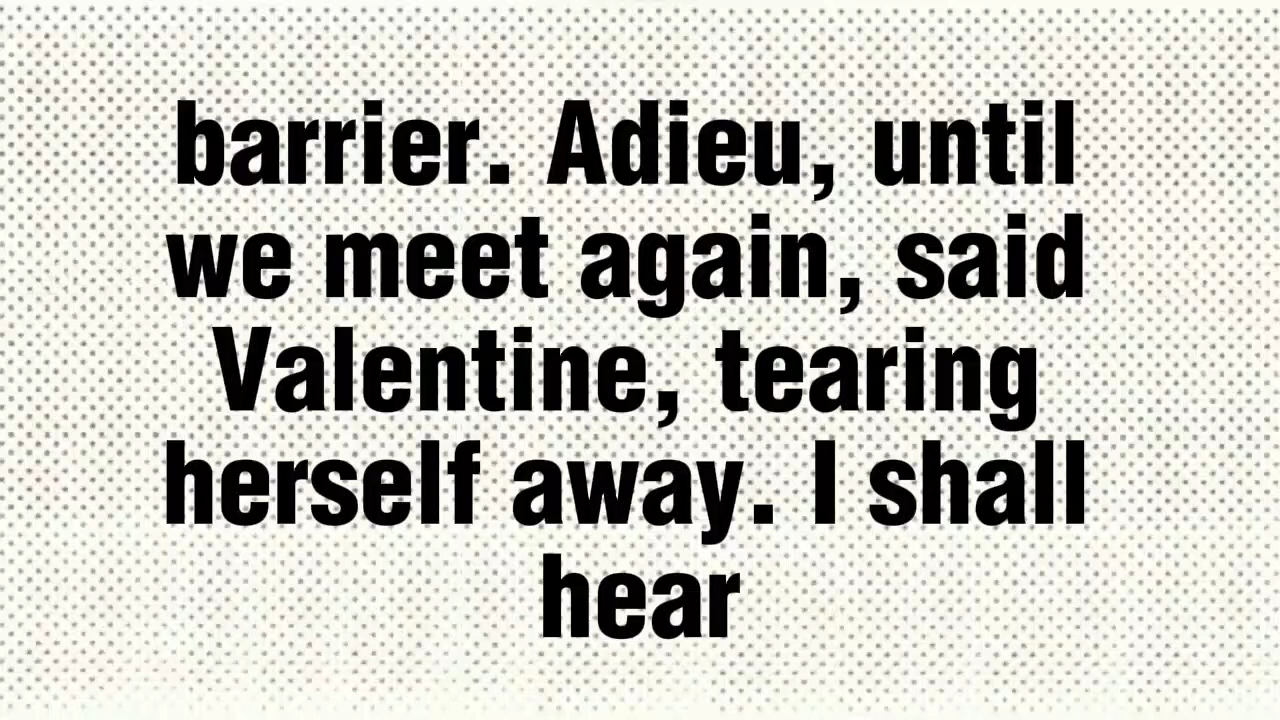 barrier. Adieu, until
we meet again, said
Valentine, tearing
herself away. I shall
hear